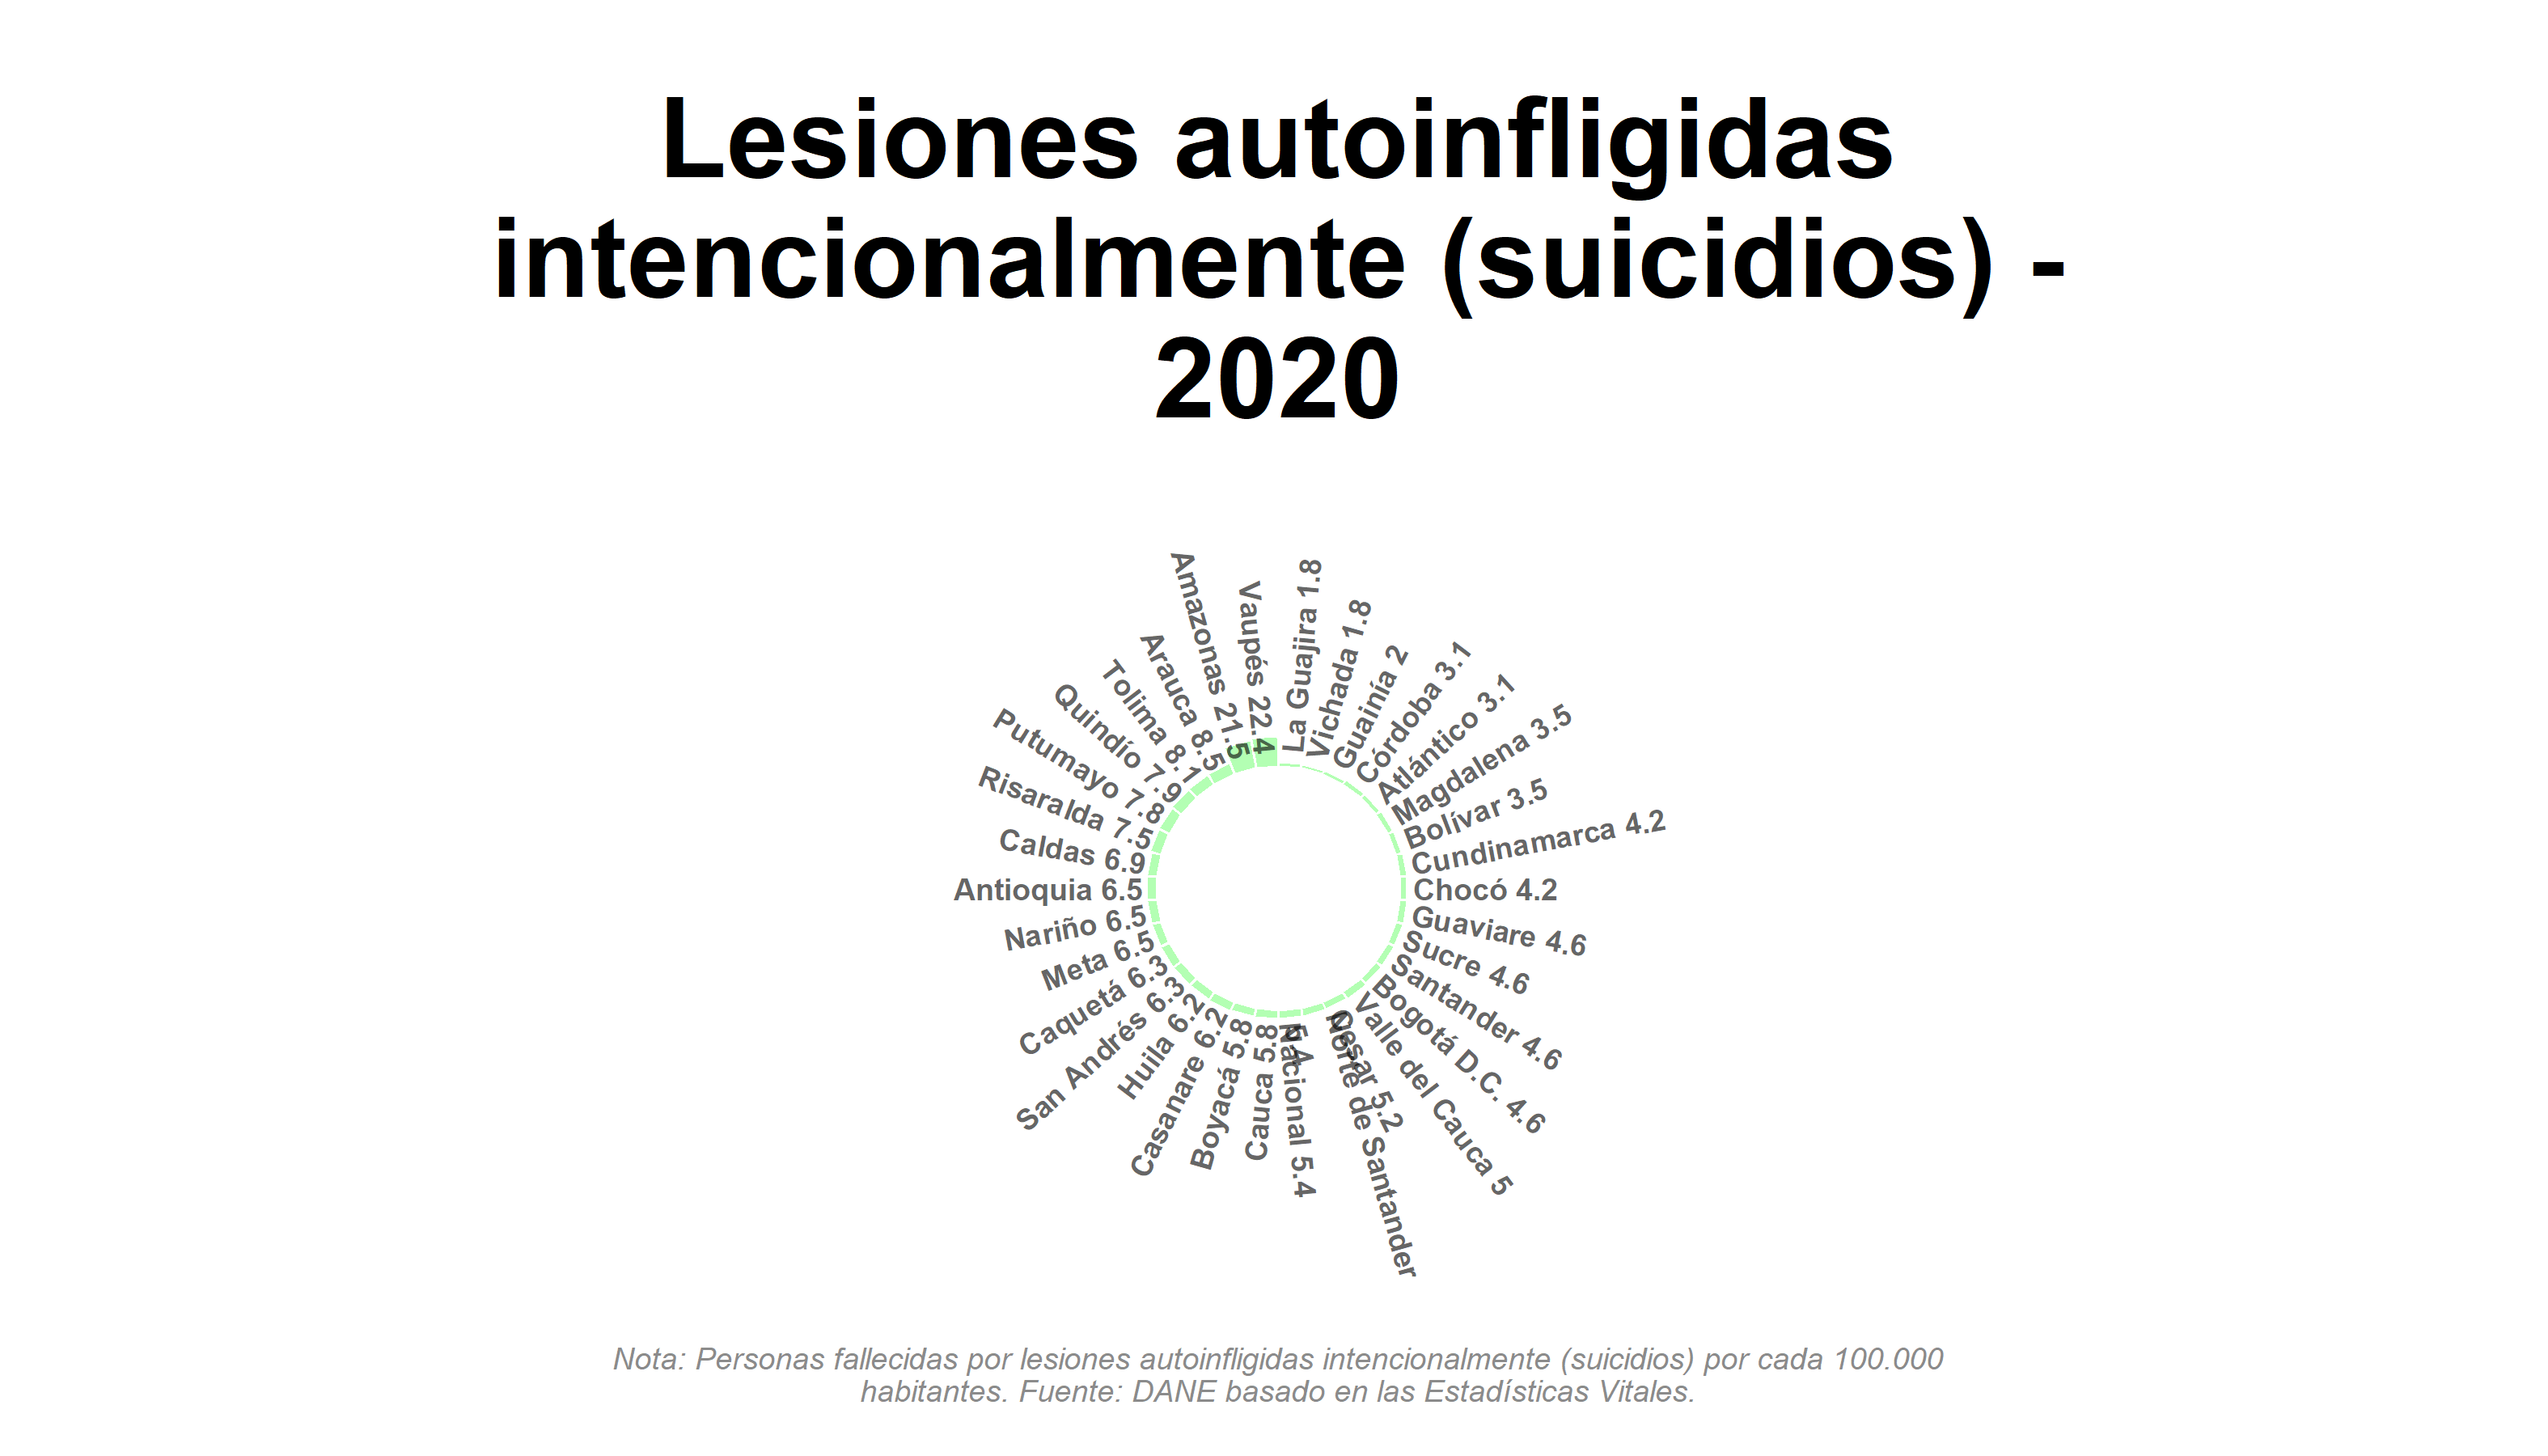 Lesiones autoinfligidas
intencionalmente (suicidios) -
2020
La Guajira 1.8
Vichada 1.8
Guainía 2
Córdoba 3.1
Atlántico 3.1
Magdalena 3.5
Bolívar 3.5
Cundinamarca 4.2
Chocó 4.2
Guaviare 4.6
Sucre 4.6
Santander 4.6
Bogotá D.C. 4.6
Valle del Cauca 5
Cesar 5.2
Norte de Santander
5.4
Nacional 5.4
Cauca 5.8
Boyacá 5.8
Casanare 6.2
Huila 6.2
San Andrés 6.3
Caquetá 6.3
Meta 6.5
Nariño 6.5
Antioquia 6.5
Caldas 6.9
Risaralda 7.5
Putumayo 7.8
Quindío 7.9
Tolima 8.1
Arauca 8.5
Amazonas 21.5
Vaupés 22.4
Nota: Personas fallecidas por lesiones autoinfligidas intencionalmente (suicidios) por cada 100.000
habitantes. Fuente: DANE basado en las Estadísticas Vitales.